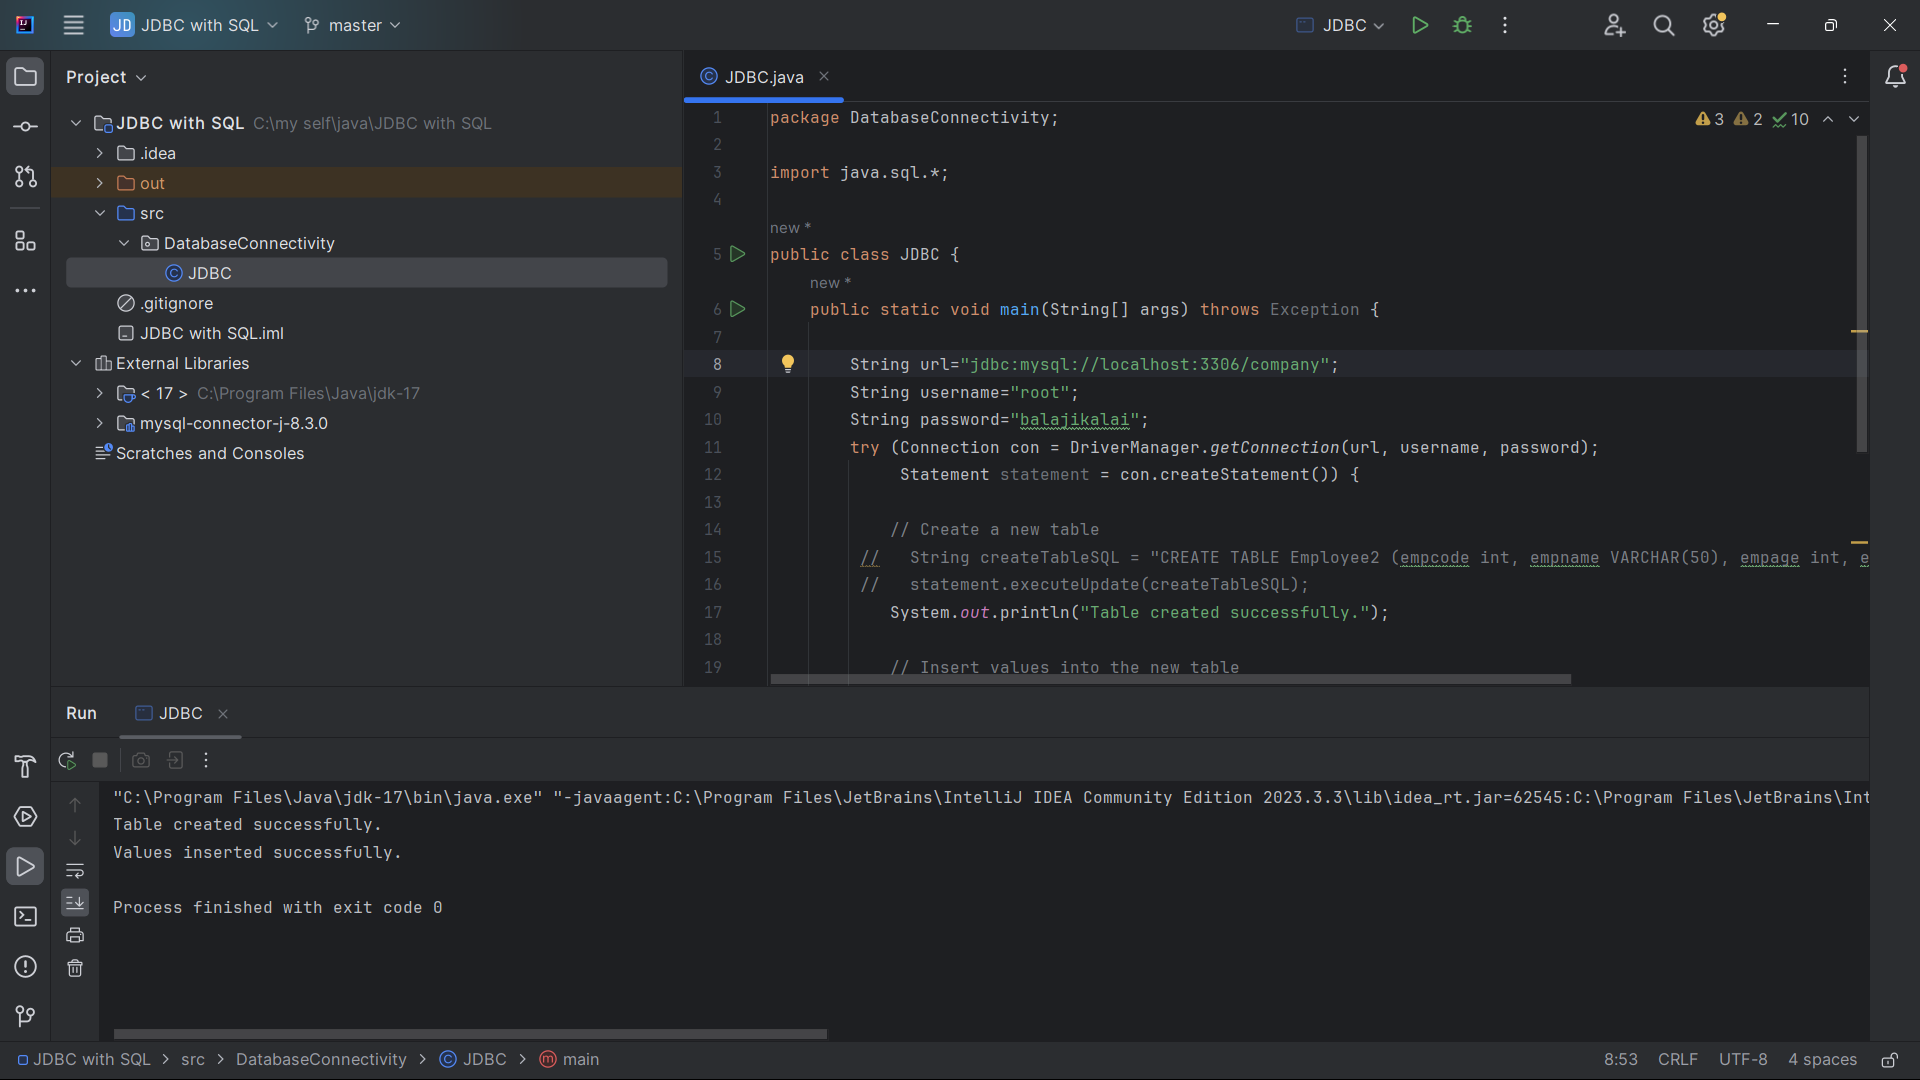 JD JDBC with SQL master JDBC
Project
JDBC with SQL C:\my self\java\JDBC with SQL
.idea
out
src
DatabaseConnectivity
JDBC
.gitignore
JDBC with SQL.iml
External Libraries
< 17 > C:\Program Files\Java\jdk-17
mysql-connector-j-8.3.0
Scratches and Consoles
JDBC.java
3 2 10
1 package DatabaseConnectivity;
2
3 import java.sql.*;
4
new *
5 public class JDBC {
new *
6 public static void main(String[] args) throws Exception {
7
8 String url="jdbc:mysql://localhost:3306/company";
9 String username="root";
10 String password="balajikalai";
11 try (Connection con = DriverManager.getConnection(url, username, password);
12 Statement statement = con.createStatement()) {
13
14 // Create a new table
15 // String createTableSQL = "CREATE TABLE Employee2 (empcode int, empname VARCHAR(50), empage int, e
16 // statement.executeUpdate(createTableSQL);
17 System.out.println("Table created successfully.");
18
19 // Insert values into the new table
Run JDBC
"C:\Program Files\Java\jdk-17\bin\java.exe" "-javaagent:C:\Program Files\JetBrains\IntelliJ IDEA Community Edition 2023.3.3\lib\idea_rt.jar=62545:C:\Program Files\JetBrains\Int
Table created successfully.
Values inserted successfully.
Process finished with exit code 0
JDBC with SQL > src > DatabaseConnectivity > JDBC > main
8:53 CRLF UTF-8 4 spaces